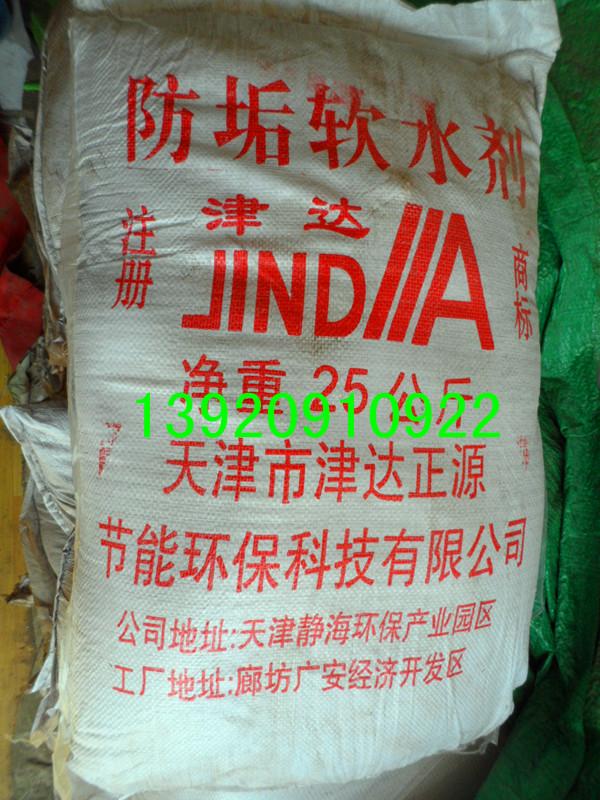 防垢软水剂
注册
津达
JINDA
商标
净重 25公斤
13920910922
天津市津达正源
节能环保科技有限公司
公司地址:天津静海环保产业园区
工厂地址:廊坊广安经济开发区